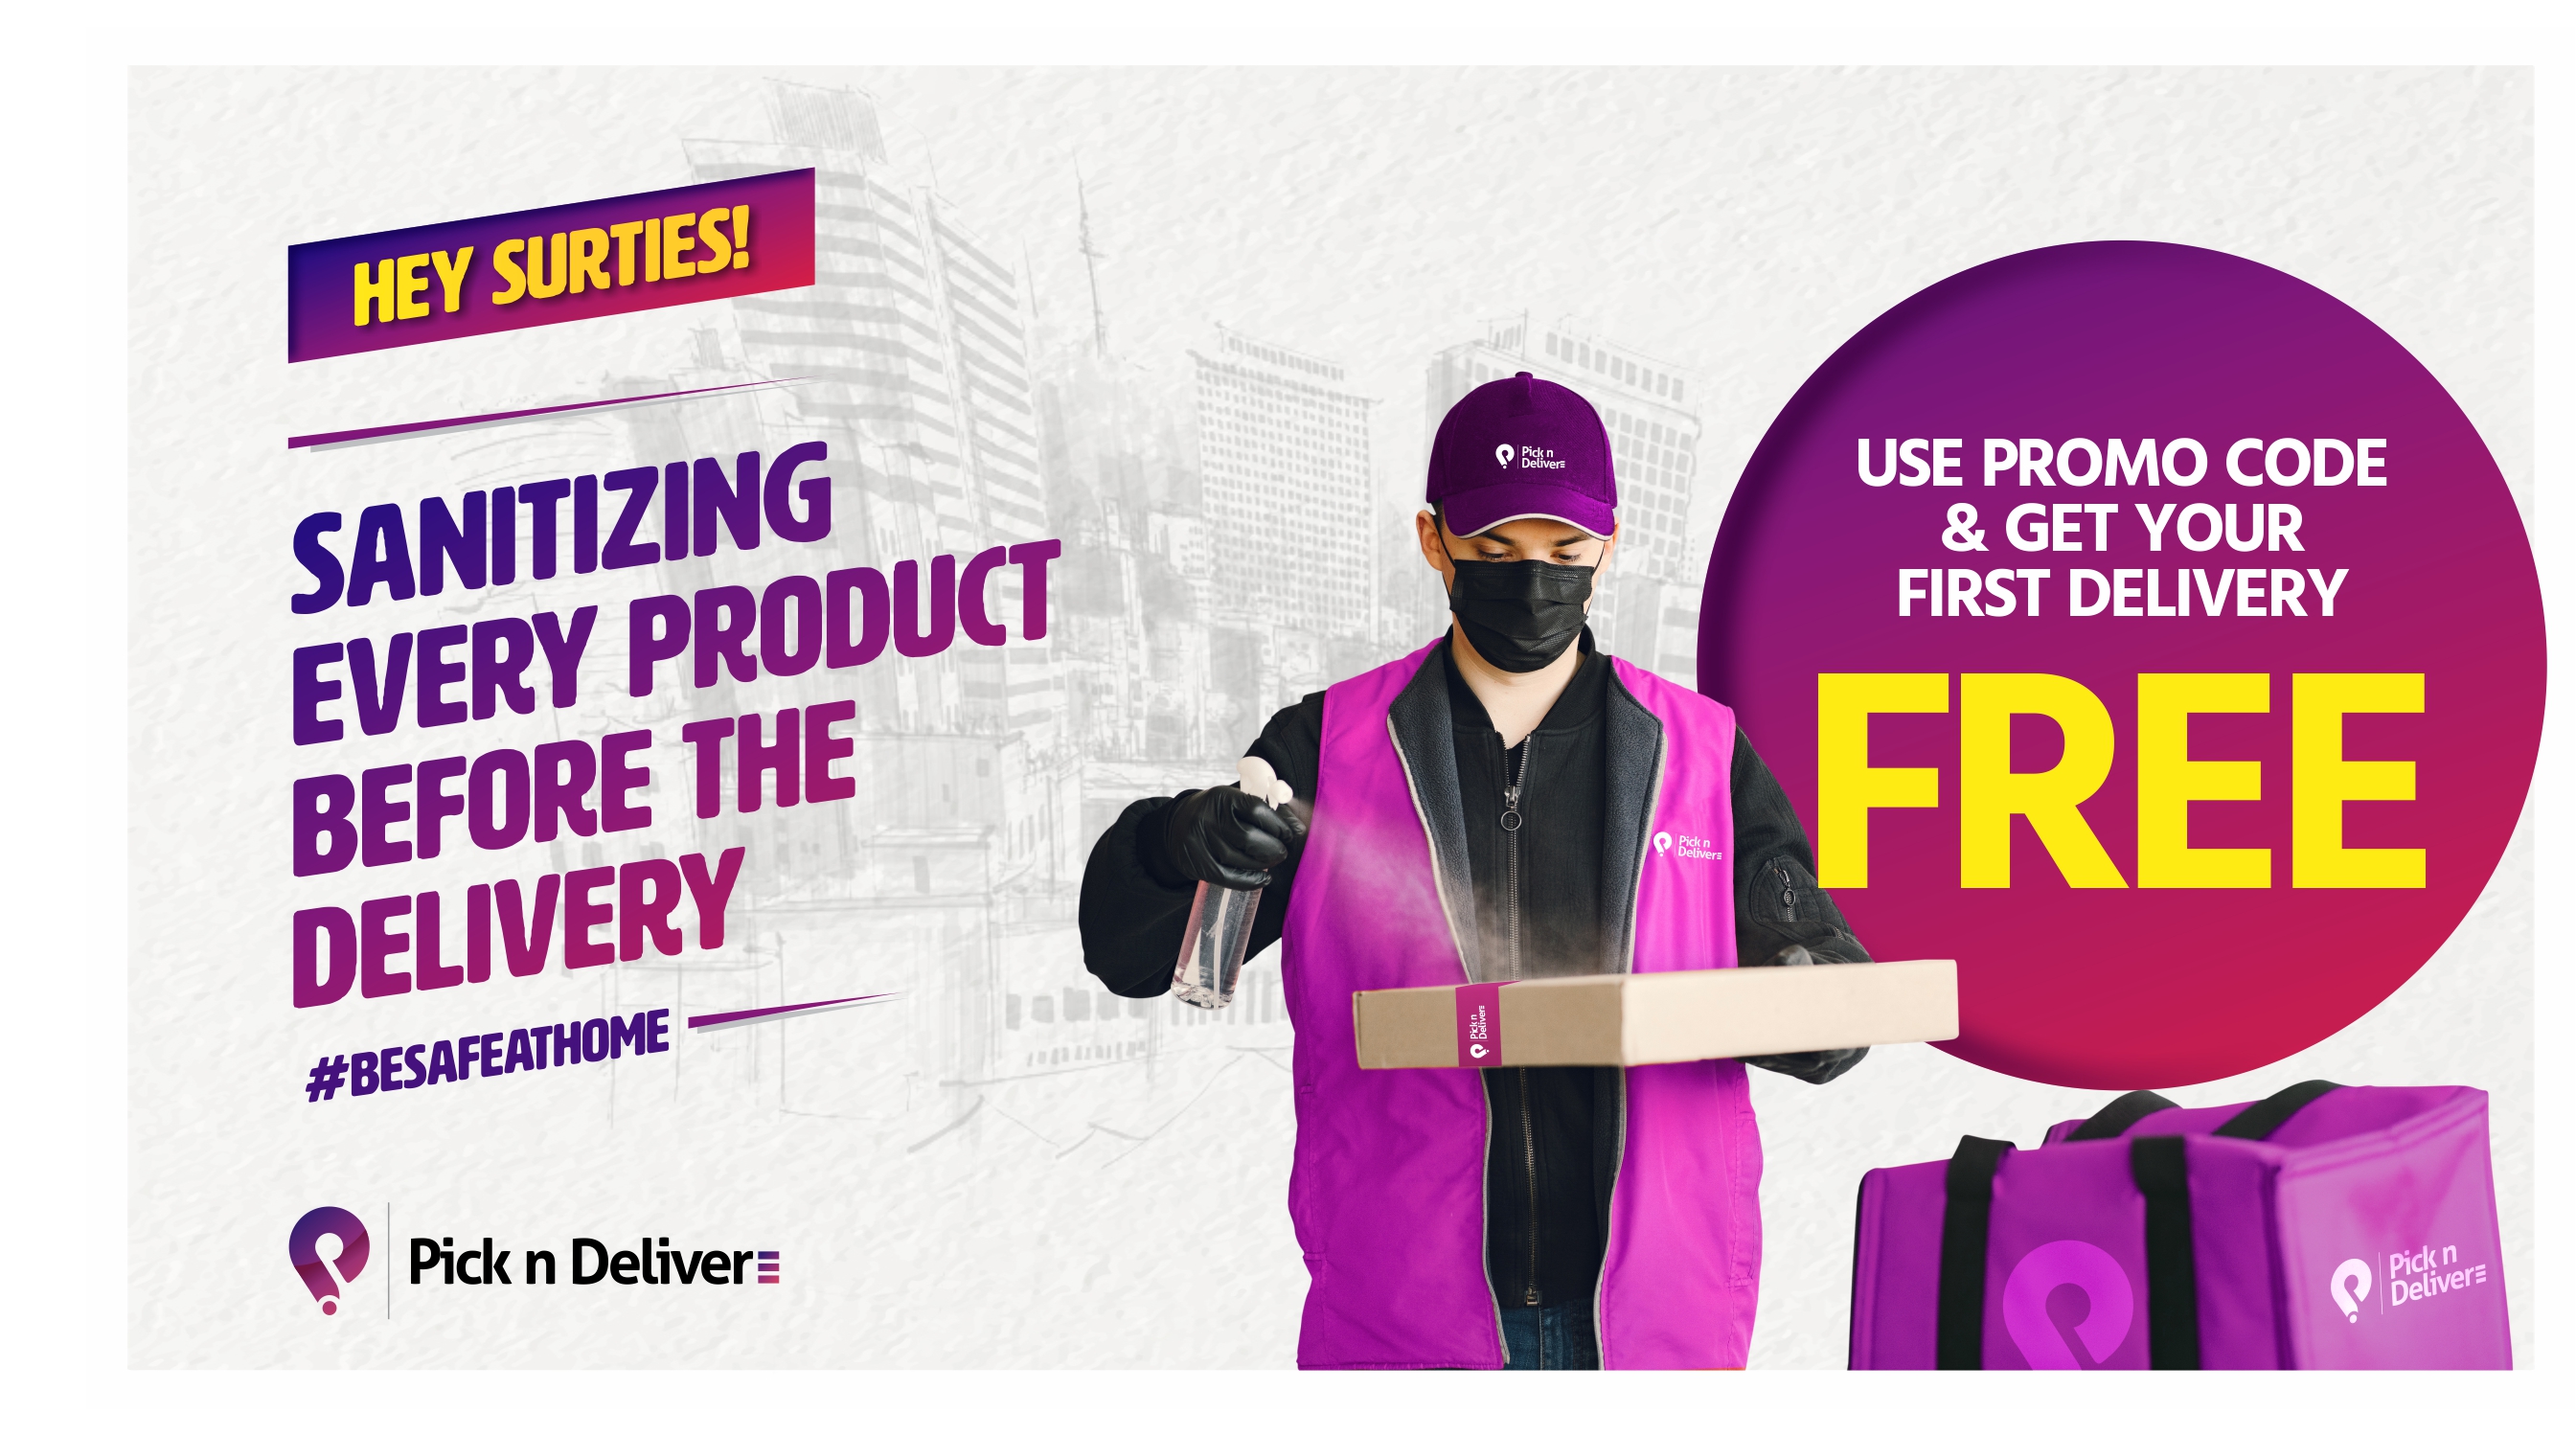 HEY SURTIES!
SANITIZING
EVERY PRODUCT
BEFORE THE
DELIVERY
#BESAFEATHOME
Pick n Deliver
USE PROMO CODE
& GET YOUR
FIRST DELIVERY
FREE
Pick n
Deliver
Pick n
Deliver
Pick n
Deliver
Pick n
Deliver